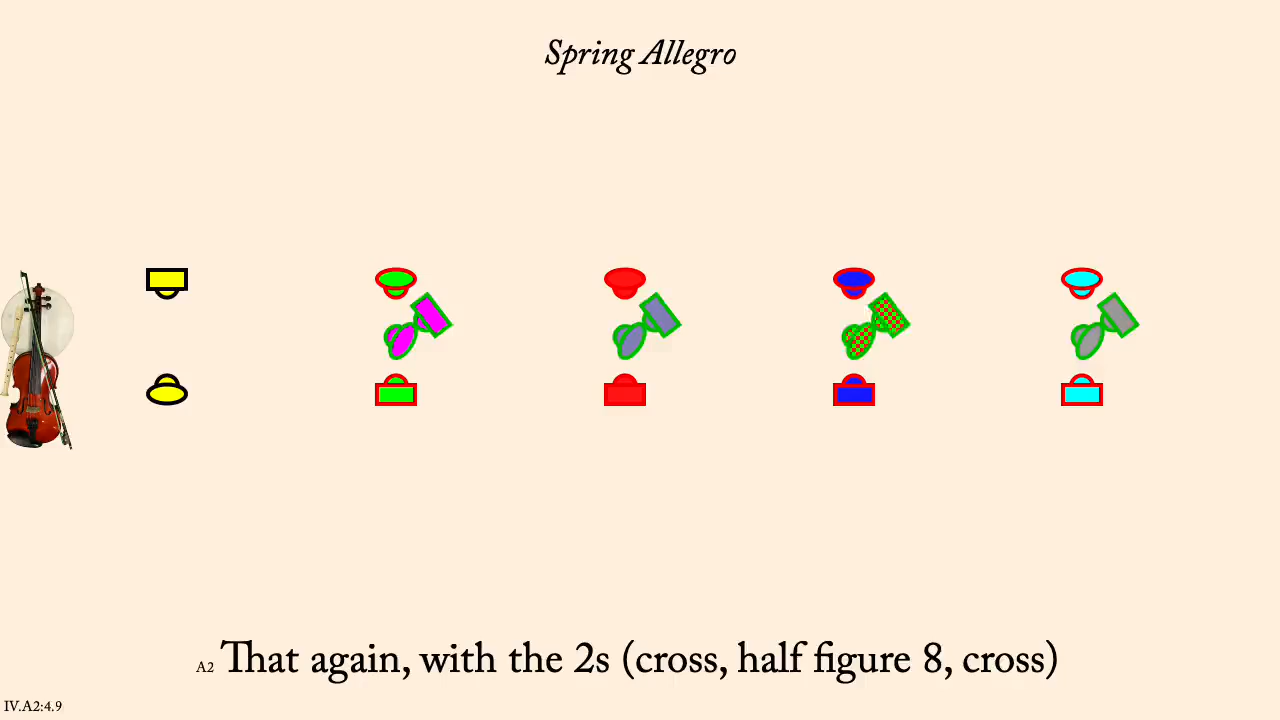 Spring Allegro
A2 That again, with the 2s (cross, half figure 8, cross)
IV.A2:4.9